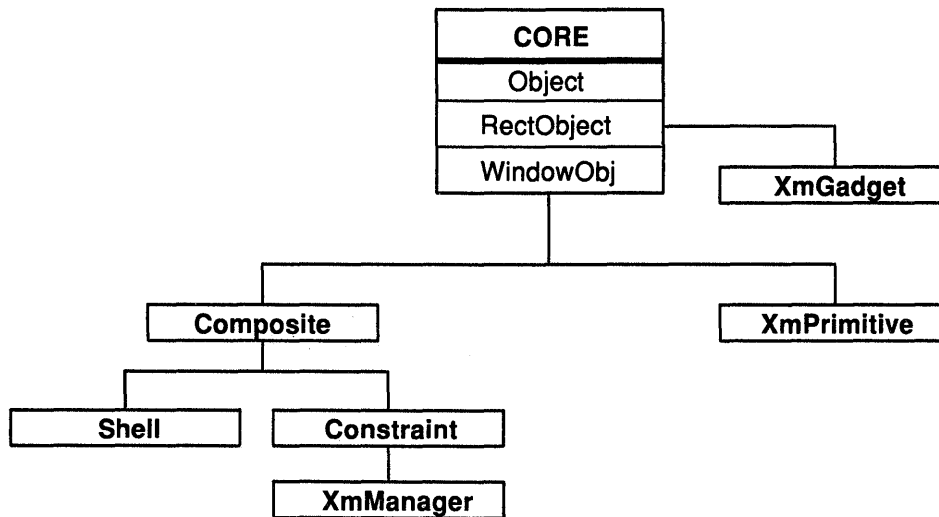 CORE
Object
RectObject
WindowObj
XmGadget
Composite
XmPrimitive
Shell
Constraint
XmManager